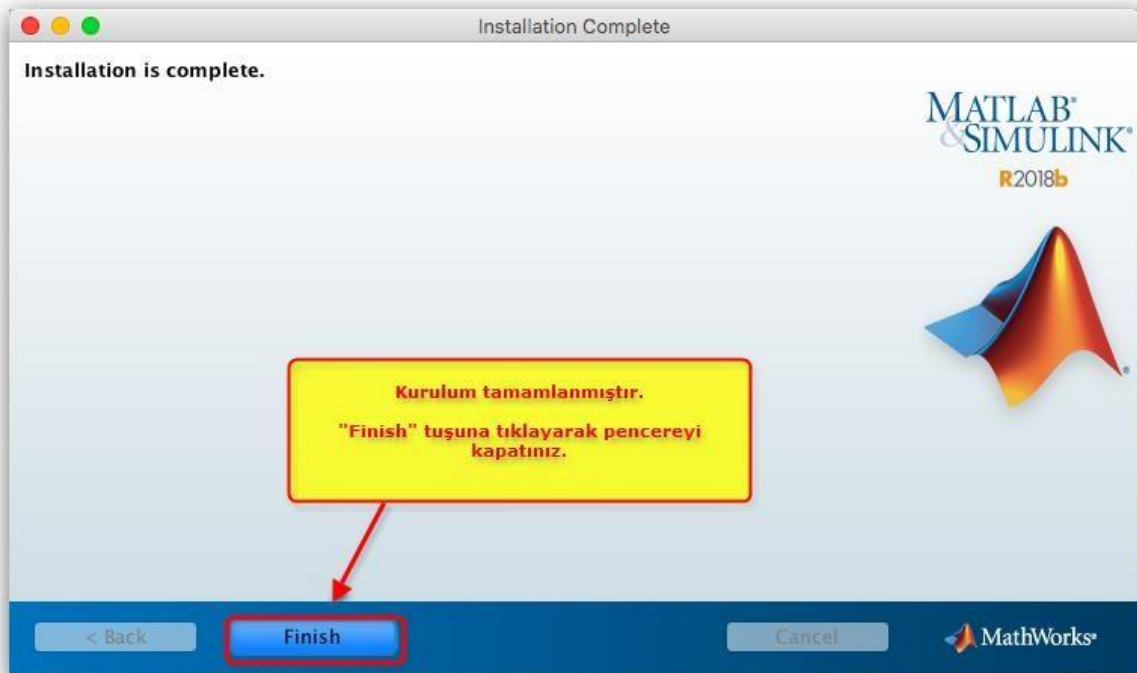 Installation Complete
Installation is complete.
MATLAB®
&SIMULINK®
R2018b
Kurulum tamamlanmıştır.
"Finish" tuşuna tıklayarak pencereyi
kapatınız.
< Back
Finish
Cancel
MathWorks®